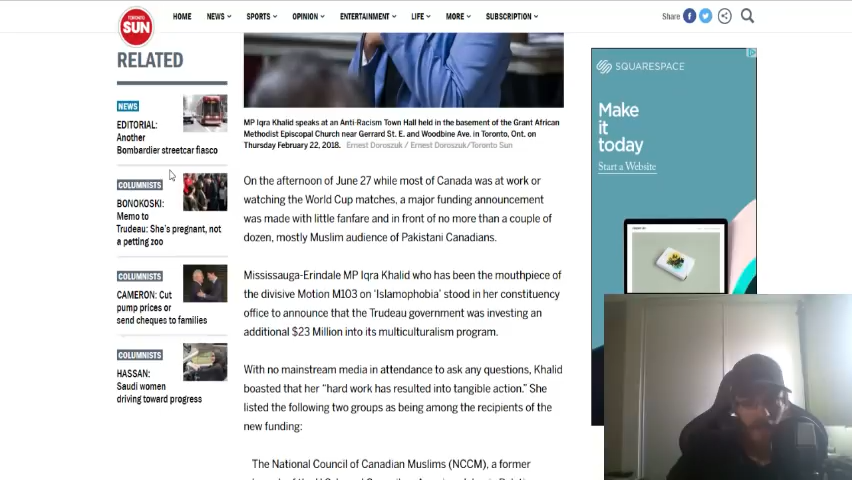 TORONTO
SUN
HOME NEWS SPORTS OPINION ENTERTAINMENT LIFE MORE SUBSCRIPTION Share
RELATED
NEWS
EDITORIAL:
Another
Bombardier streetcar fiasco
COLUMNISTS
BONOKOSKI:
Memo to
Trudeau: She's pregnant, not
a petting zoo
COLUMNISTS
CAMERON: Cut
pump prices or
send cheques to families
COLUMNISTS
HASSAN:
Saudi women
driving toward progress
MP Iqra Khalid speaks at an Anti-Racism Town Hall held in the basement of the Grant African
Methodist Episcopal Church near Gerrard St. E. and Woodbine Ave. in Toronto, Ont. on
Thursday February 22, 2018. Ernest Doroszuk / Ernest Doroszuk/Toronto Sun
On the afternoon of June 27 while most of Canada was at work or
watching the World Cup matches, a major funding announcement
was made with little fanfare and in front of no more than a couple of
dozen, mostly Muslim audience of Pakistani Canadians.
Mississauga-Erindale MP Iqra Khalid who has been the mouthpiece of
the divisive Motion M103 on 'Islamophobia' stood in her constituency
office to announce that the Trudeau government was investing an
additional $23 Million into its multiculturalism program.
With no mainstream media in attendance to ask any questions, Khalid
boasted that her “hard work has resulted into tangible action.” She
listed the following two groups as being among the recipients of the
new funding:
The National Council of Canadian Muslims (NCCM), a former
SQUARESPACE
Make
it
today
Start a Website